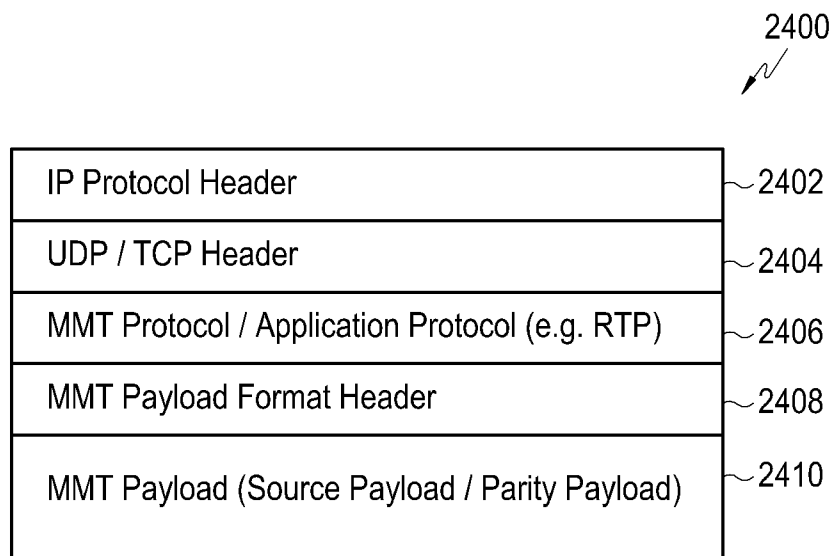 2400
IP Protocol Header
2402
UDP / TCP Header
2404
MMT Protocol / Application Protocol (e.g. RTP)
2406
MMT Payload Format Header
2408
MMT Payload (Source Payload / Parity Payload)
2410